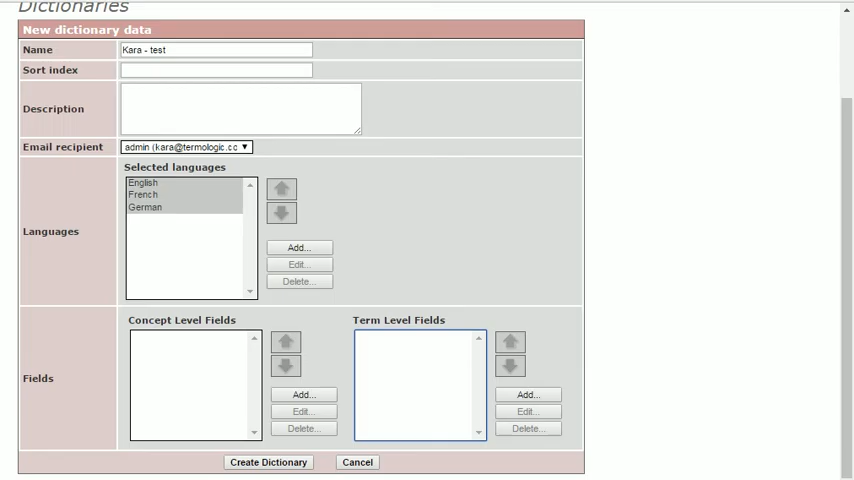 Dictionaries
New dictionary data
Name
Kara - test
Sort index
Description
Email recipient
admin (kara@termologic.cc
Languages
Selected languages
English
French
German
Add...
Edit...
Delete...
Fields
Concept Level Fields
Add...
Edit...
Delete...
Term Level Fields
Add...
Edit...
Delete...
Create Dictionary
Cancel